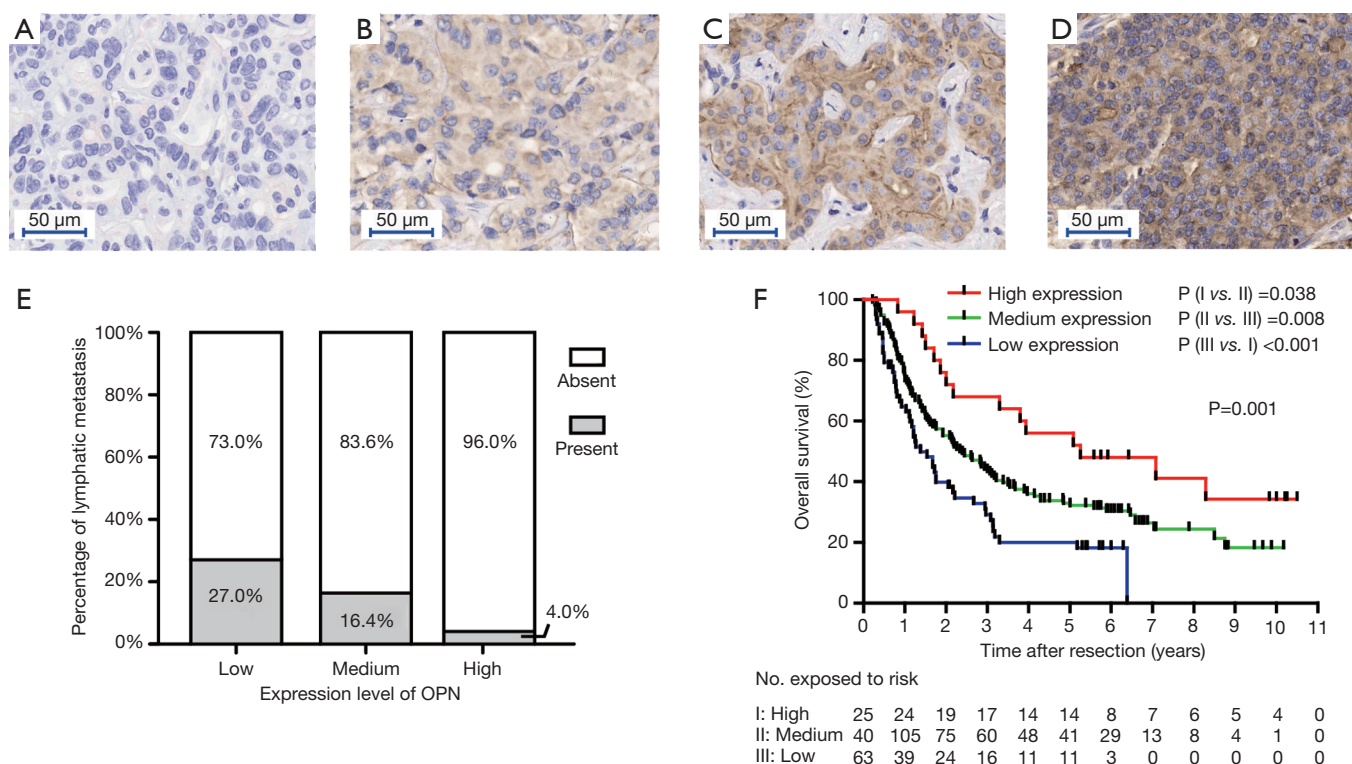 A
B
C
D
50 µm
50 µm
50 µm
50 µm
E
Percentage of lymphatic metastasis
100%
80%
60%
40%
20%
0%
73.0%
83.6%
96.0%
27.0%
16.4%
4.0%
Absent
Present
Low
Medium
High
Expression level of OPN
F
High expression
P (I vs. II) =0.038
Medium expression
P (II vs. III) =0.008
Low expression
P (III vs. I) <0.001
P=0.001
Overall survival (%)
100
80
60
40
20
0
0 1 2 3 4 5 6 7 8 9 10 11
Time after resection (years)
No. exposed to risk
I: High 25 24 19 17 14 14 8 7 6 5 4 0
II: Medium 40 105 75 60 48 41 29 13 8 4 1 0
III: Low 63 39 24 16 11 11 3 0 0 0 0 0